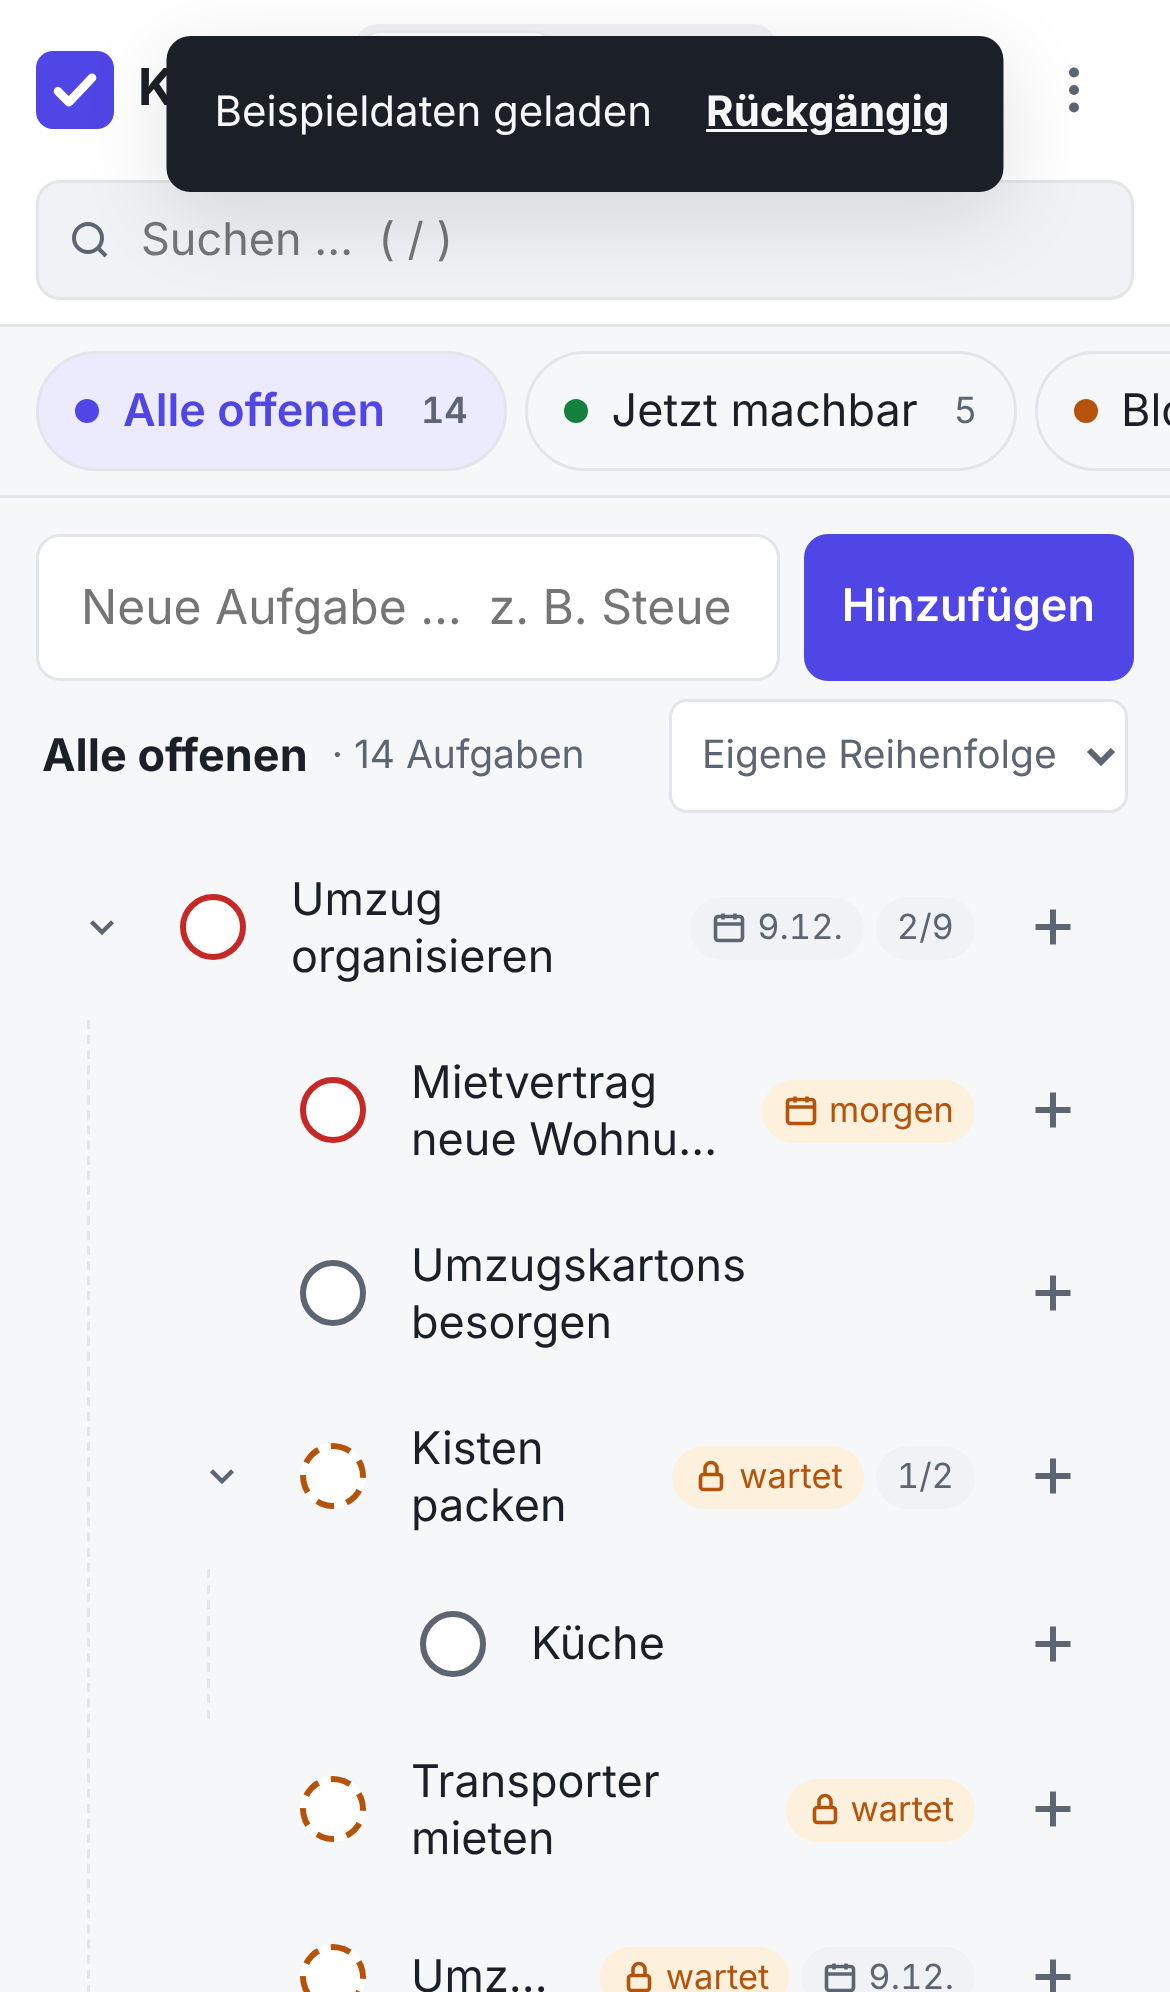 Beispieldaten geladen Rückgängig
Suchen … ( / )
Alle offenen 14 Jetzt machbar 5
Neue Aufgabe … z. B. Steue
Hinzufügen
Alle offenen · 14 Aufgaben
Eigene Reihenfolge
Umzug
organisieren
9.12. 2/9
Mietvertrag
neue Wohnu…
morgen
Umzugskartons
besorgen
Kisten
packen
wartet 1/2
Küche
Transporter
mieten
wartet
Umz… wartet 9.12.